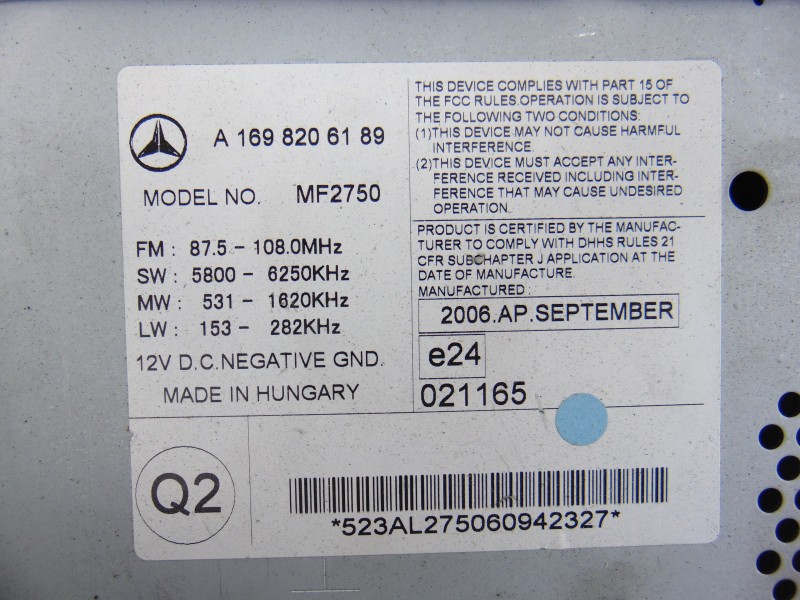 A 169 820 61 89
MODEL NO. MF2750
FM : 87.5 - 108.0MHz
SW : 5800 - 6250KHz
MW : 531 - 1620KHz
LW : 153 - 282KHz
12V D.C.NEGATIVE GND.
MADE IN HUNGARY
THIS DEVICE COMPLIES WITH PART 15 OF
THE FCC RULES.OPERATION IS SUBJECT TO
THE FOLLOWING TWO CONDITIONS:
(1)THIS DEVICE MAY NOT CAUSE HARMFUL
INTERFERENCE.
(2)THIS DEVICE MUST ACCEPT ANY INTER-
FERENCE RECEIVED INCLUDING INTER-
FERENCE THAT MAY CAUSE UNDESIRED
OPERATION.
PRODUCT IS CERTIFIED BY THE MANUFAC-
TURER TO COMPLY WITH DHHS RULES 21
CFR SUBCHAPTER J APPLICATION AT THE
DATE OF MANUFACTURE.
MANUFACTURED :
2006.AP.SEPTEMBER
e24
021165
Q2
*523AL275060942327*